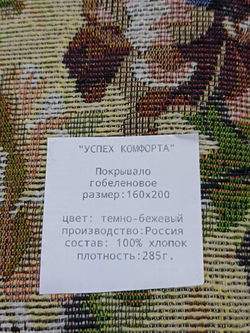 "УСПЕХ КОМФОРТА"
Покрывало
гобеленовое
размер:160х200
цвет: темно-бежевый
производство:Россия
состав: 100% хлопок
плотность:285г.